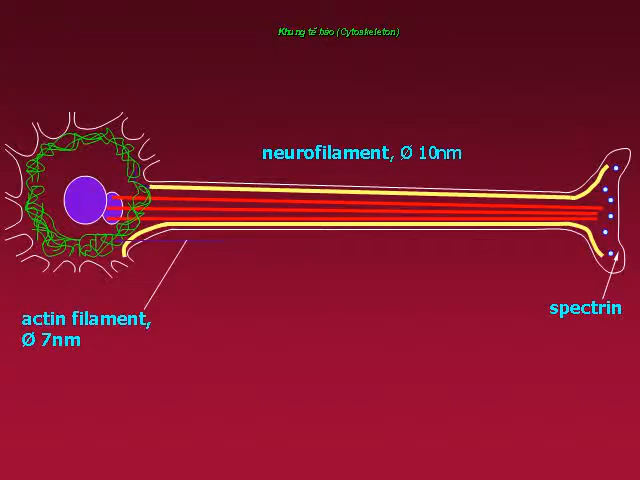 Khung tế bào (Cytoskeleton)
neurofilament, Ø 10nm
spectrin
actin filament,
Ø 7nm